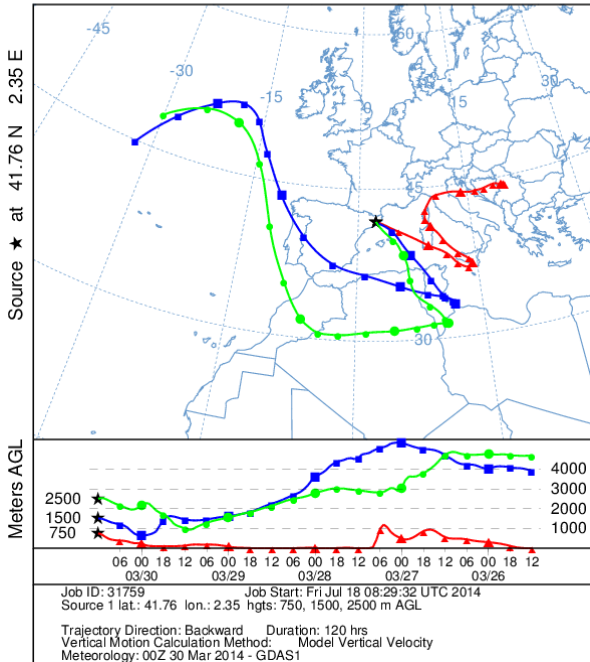 -45
-30
-15
0
15
30
60
45
30
Source ★ at 41.76 N 2.35 E
Meters AGL
2500
1500
750
4000
3000
2000
1000
06 00 18 12 06 00 18 12 06 00 18 12 06 00 18 12 06 00 18 12
03/30 03/29 03/28 03/27 03/26
Job ID: 31759 Job Start: Fri Jul 18 08:29:32 UTC 2014
Source 1 lat.: 41.76 lon.: 2.35 hgts: 750, 1500, 2500 m AGL
Trajectory Direction: Backward Duration: 120 hrs
Vertical Motion Calculation Method: Model Vertical Velocity
Meteorology: 00Z 30 Mar 2014 - GDAS1